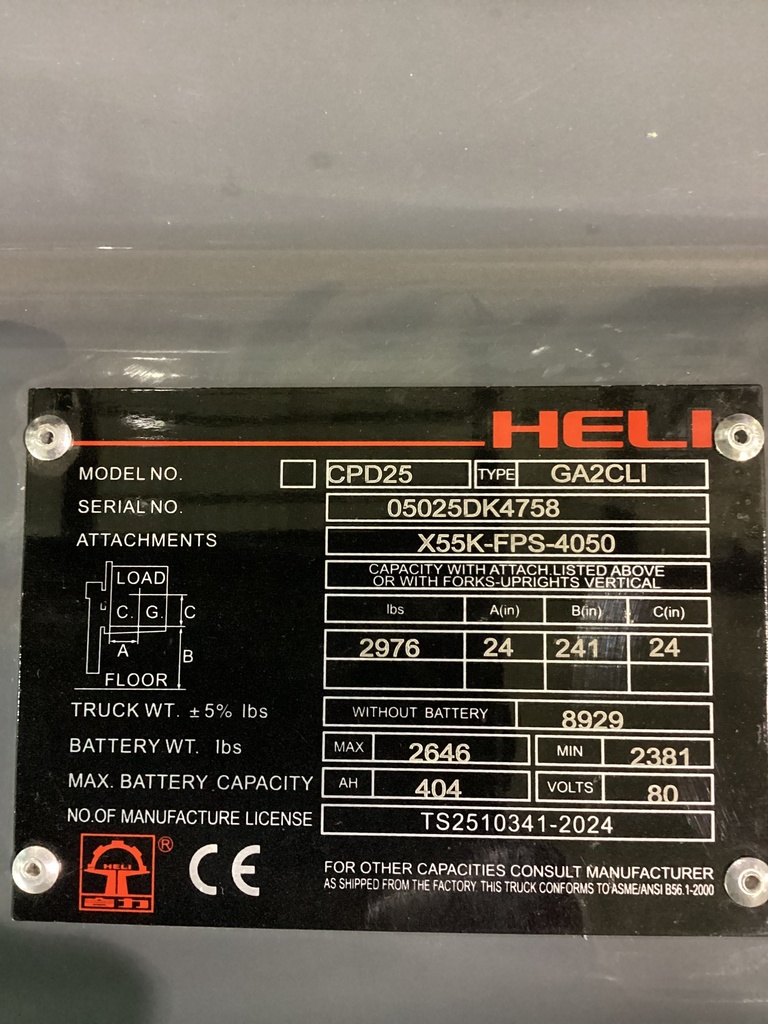 HELI
MODEL NO. CPD25 TYPE GA2CLI
SERIAL NO. 05025DK4758
ATTACHMENTS X55K-FPS-4050
CAPACITY WITH ATTACH.LISTED ABOVE
OR WITH FORKS-UPRIGHTS VERTICAL
LOAD
C. G. C
A
B
FLOOR
lbs A(in) B(in) C(in)
2976 24 241 24
TRUCK WT. ±5% lbs WITHOUT BATTERY 8929
BATTERY WT. lbs MAX 2646 MIN 2381
MAX. BATTERY CAPACITY AH 404 VOLTS 80
NO.OF MANUFACTURE LICENSE TS2510341-2024
HELI ®
合力
CE
FOR OTHER CAPACITIES CONSULT MANUFACTURER
AS SHIPPED FROM THE FACTORY THIS TRUCK CONFORMS TO ASME/ANSI B56.1-2000